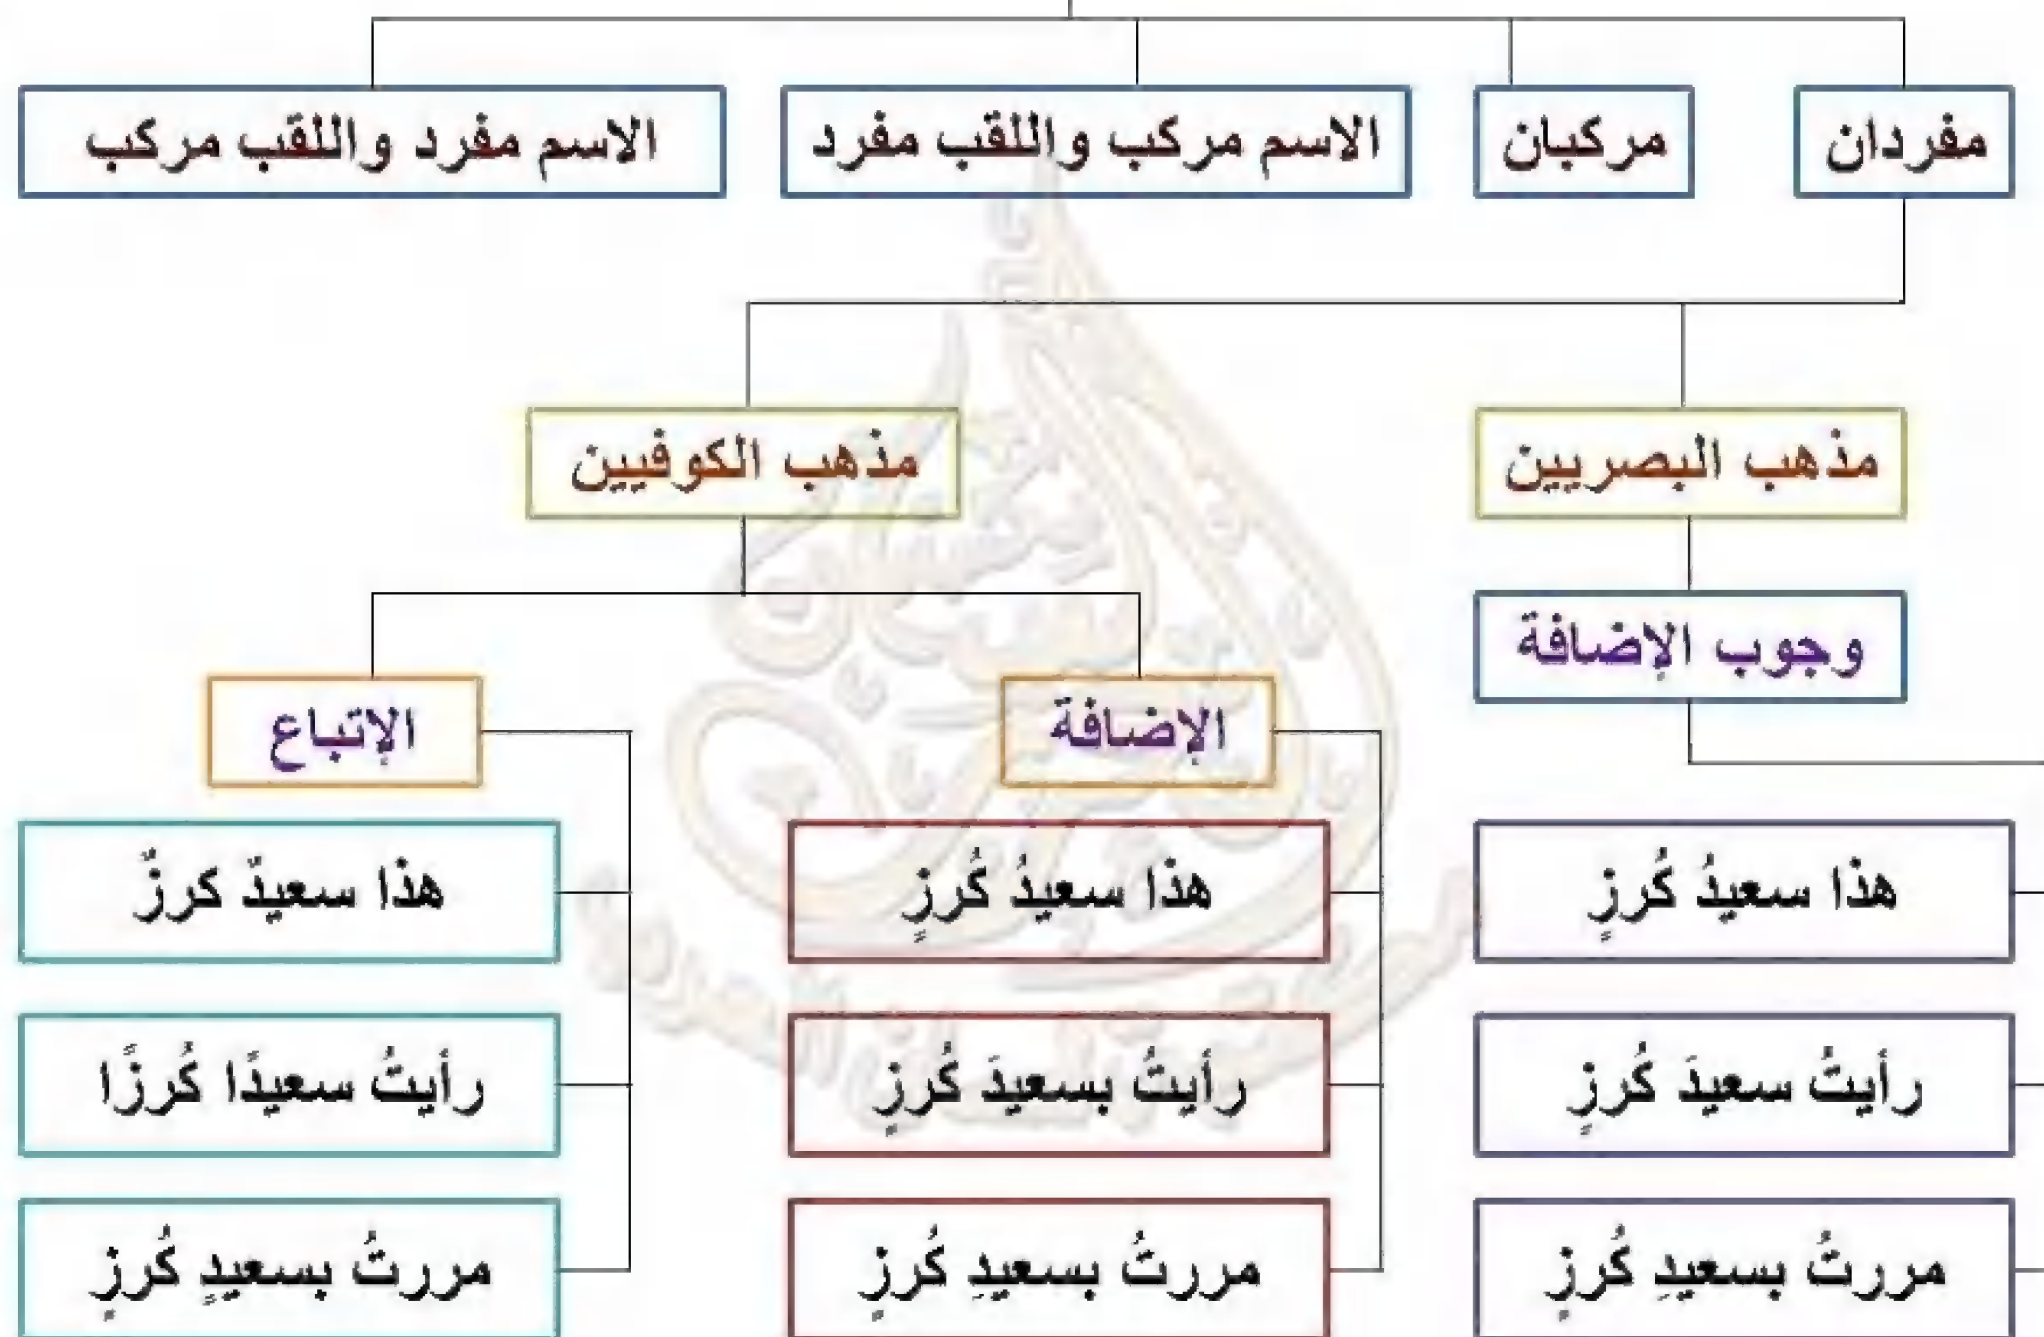 مفردان
مركبان
الاسم مركب واللقب مفرد
الاسم مفرد واللقب مركب
مذهب البصريين
مذهب الكوفيين
وجوب الإضافة
الإضافة
الإتباع
هذا سعيدُ كُرزٍ
هذا سعيدُ كُرزٍ
هذا سعيدٌ كرزٌ
رأيتُ سعيدَ كُرزٍ
رأيتُ بسعيدَ كُرزٍ
رأيتُ سعيدًا كُرزًا
مررتُ بسعيدِ كُرزٍ
مررتُ بسعيدِ كُرزٍ
مررتُ بسعيدٍ كُرزٍ